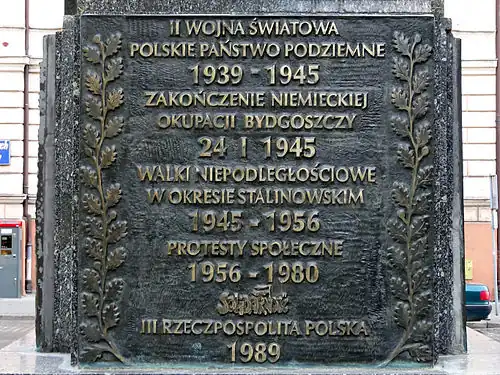 II WOJNA ŚWIATOWA
POLSKIE PAŃSTWO PODZIEMNE
1939 - 1945
ZAKOŃCZENIE NIEMIECKIEJ
OKUPACJI BYDGOSZCZY
24 I 1945
WALKI NIEPODLEGŁOŚCIOWE
W OKRESIE STALINOWSKIM
1945 - 1956
PROTESTY SPOŁECZNE
1956 - 1980
Solidarność
III RZECZPOSPOLITA POLSKA
1989